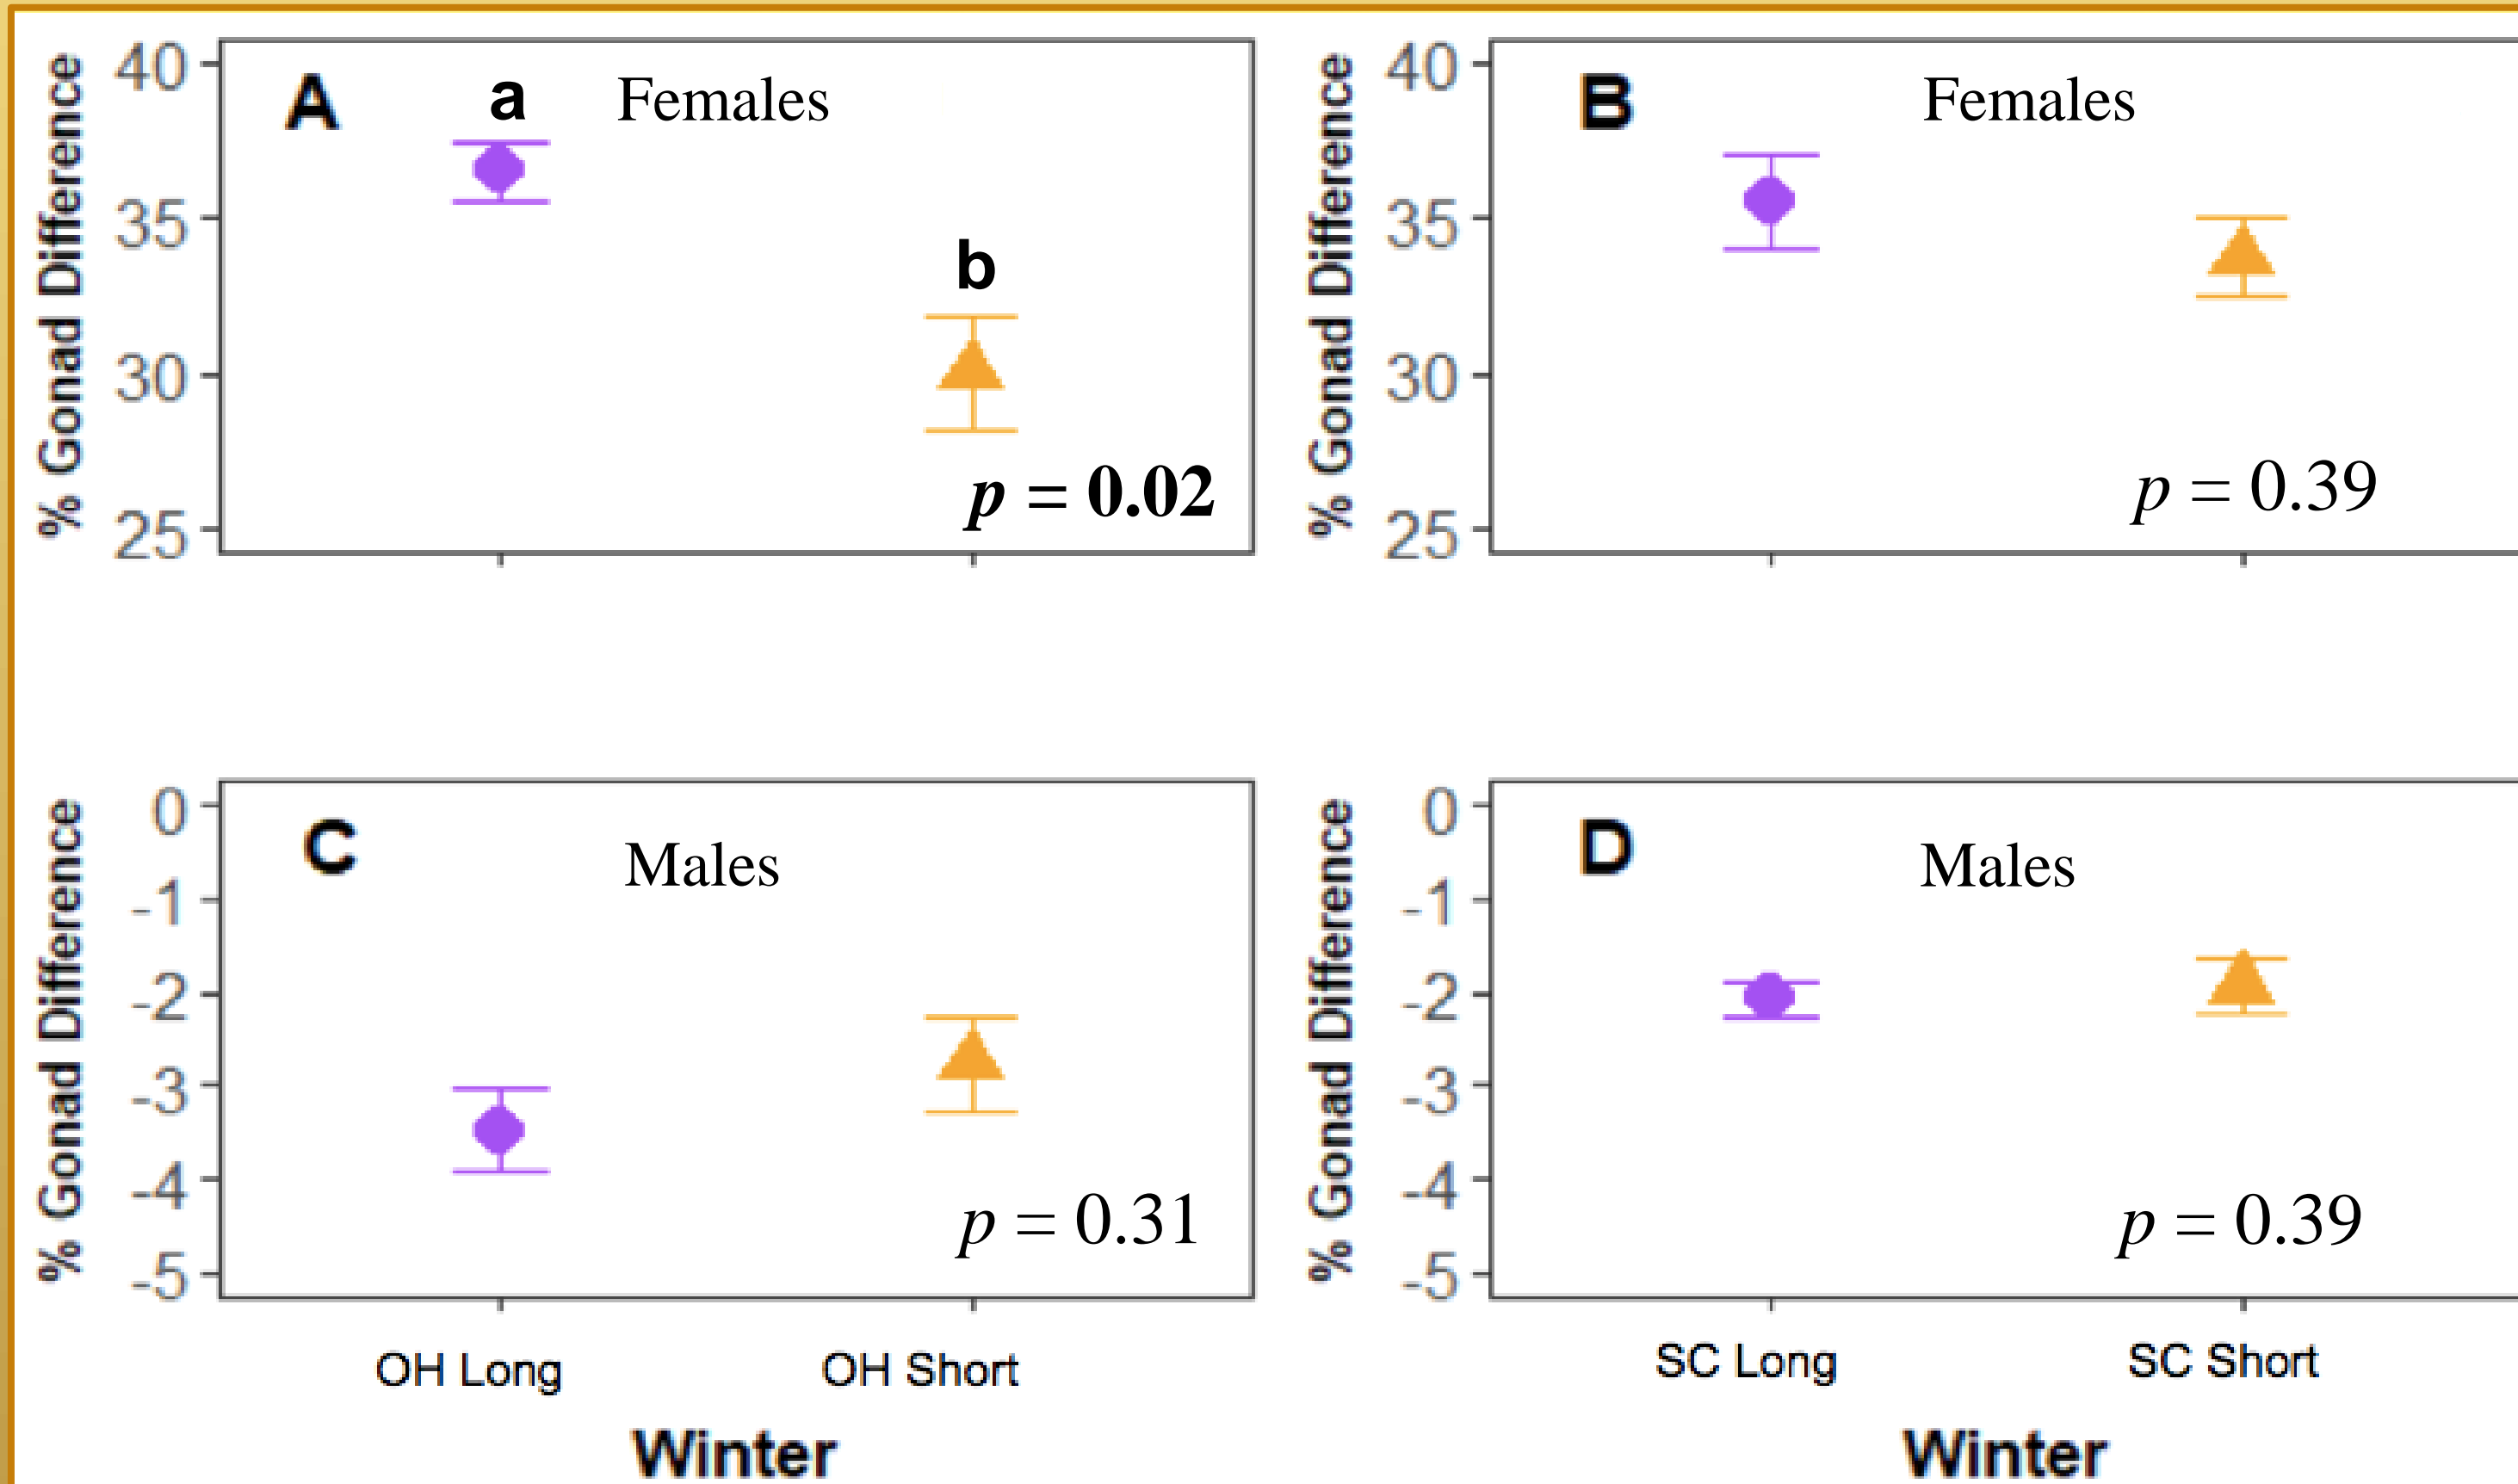 % Gonad Difference
40
35
30
25
A
a
Females
b
p = 0.02
% Gonad Difference
40
35
30
25
B
Females
p = 0.39
% Gonad Difference
0
-1
-2
-3
-4
-5
C
Males
p = 0.31
OH Long
OH Short
Winter
% Gonad Difference
0
-1
-2
-3
-4
-5
D
Males
p = 0.39
SC Long
SC Short
Winter